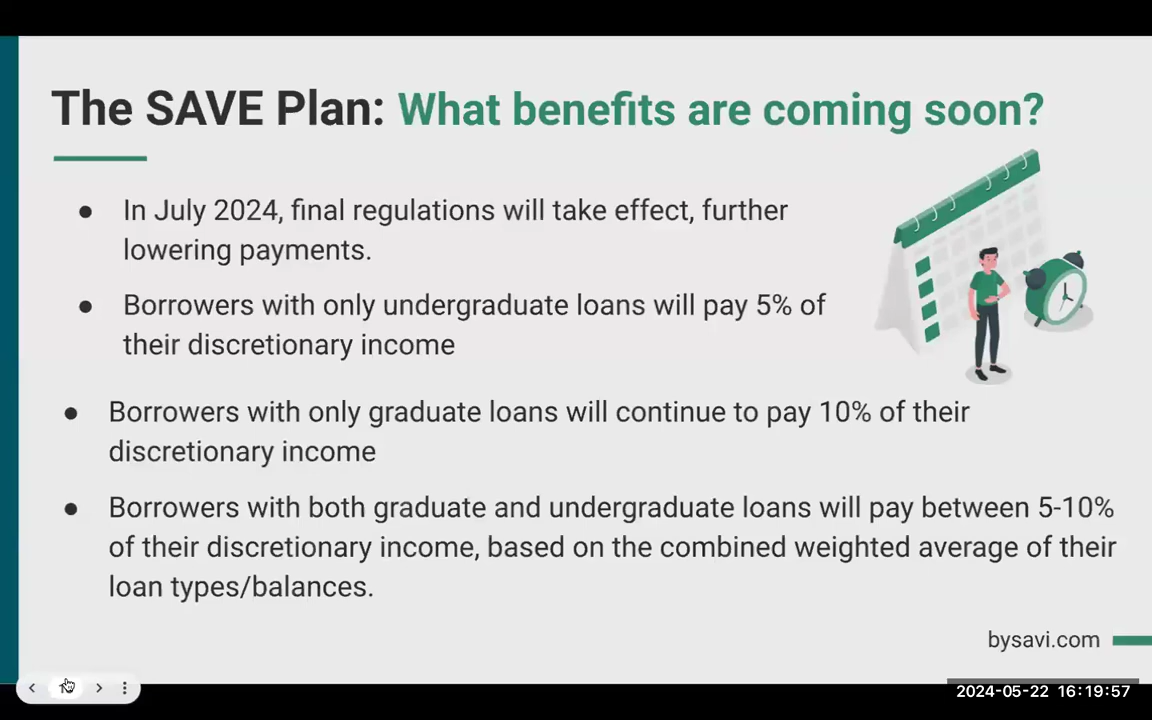 The SAVE Plan: What benefits are coming soon?
● In July 2024, final regulations will take effect, further
lowering payments.
● Borrowers with only undergraduate loans will pay 5% of
their discretionary income
● Borrowers with only graduate loans will continue to pay 10% of their
discretionary income
● Borrowers with both graduate and undergraduate loans will pay between 5-10%
of their discretionary income, based on the combined weighted average of their
loan types/balances.
bysavi.com
2024-05-22 16:19:57